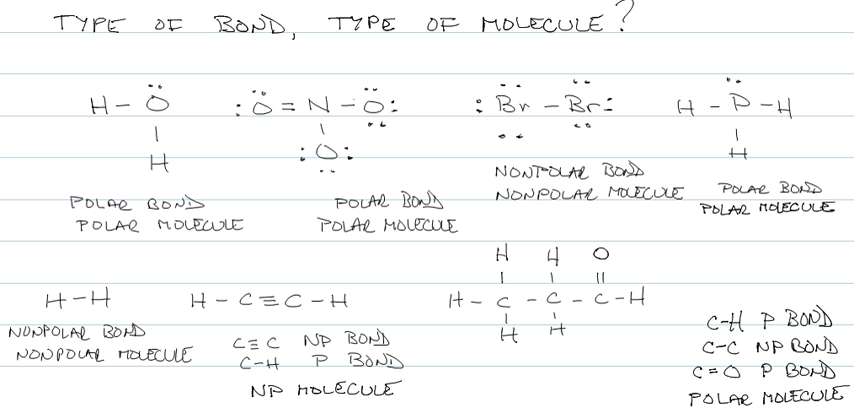 TYPE OF BOND, TYPE OF MOLECULE?
H - O
|
H
POLAR BOND
POLAR MOLECULE
:O = N - O:
|
:O:
POLAR BOND
POLAR MOLECULE
:Br - Br:
NONPOLAR BOND
NONPOLAR MOLECULE
H - P - H
|
H
POLAR BOND
POLAR MOLECULE
H-H
NONPOLAR BOND
NONPOLAR MOLECULE
H - C ≡ C - H
C≡C NP BOND
C-H P BOND
NP MOLECULE
H H O
| | ||
H - C - C - C - H
| |
H H
C-H P BOND
C-C NP BOND
C=O P BOND
POLAR MOLECULE